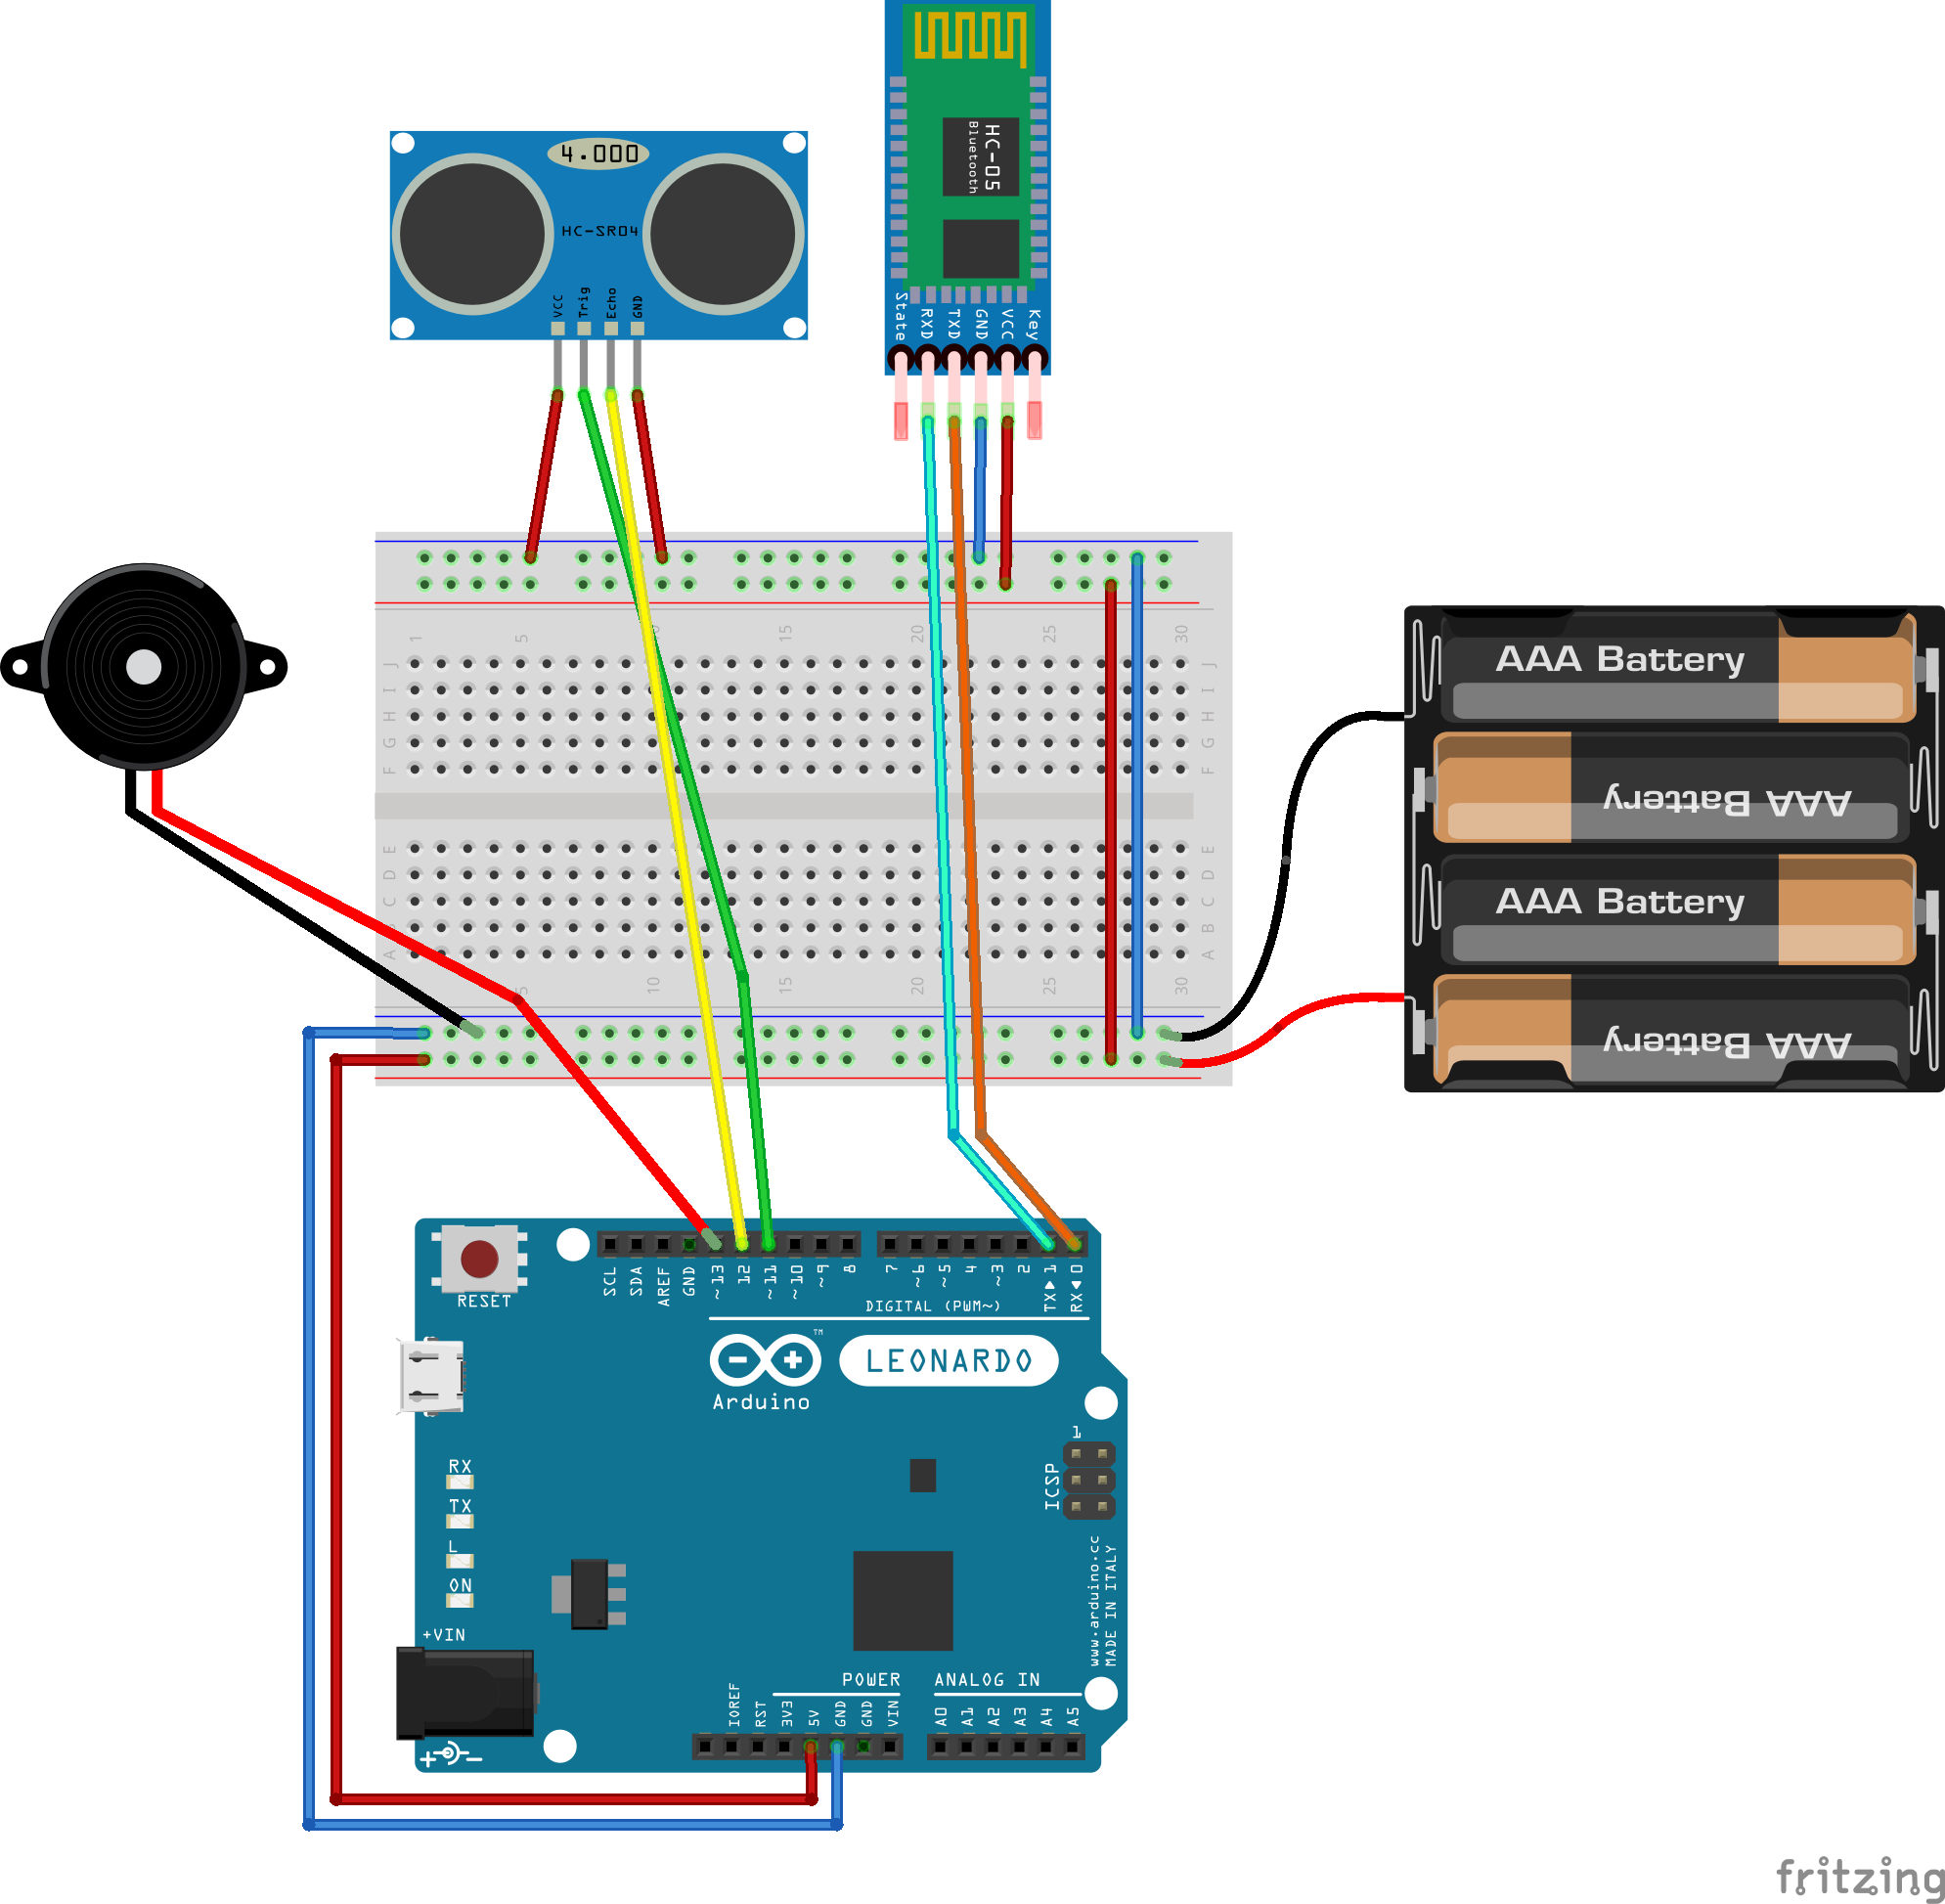 4.000
HC-SR04
VCC
Trig
Echo
GND
HC-05
Bluetooth
State
RXD
TXD
GND
VCC
Key
1 5 10 15 20 25 30
J J
I I
H H
G G
F F
E E
D D
C C
B B
A A
5 10 15 20 25 30
AAA Battery
AAA Battery
AAA Battery
AAA Battery
RESET
SCL
SDA
AREF
GND
~13
12
~11
~10
~9
8
7
~6
~5
4
~3
2
TX▶1
RX◀0
DIGITAL (PWM~)
TM
LEONARDO
Arduino
1
ICSP
RX
TX
L
ON
+VIN
www.arduino.cc
MADE IN ITALY
POWER
ANALOG IN
IOREF
RST
3V3
5V
GND
GND
VIN
A0
A1
A2
A3
A4
A5
fritzing